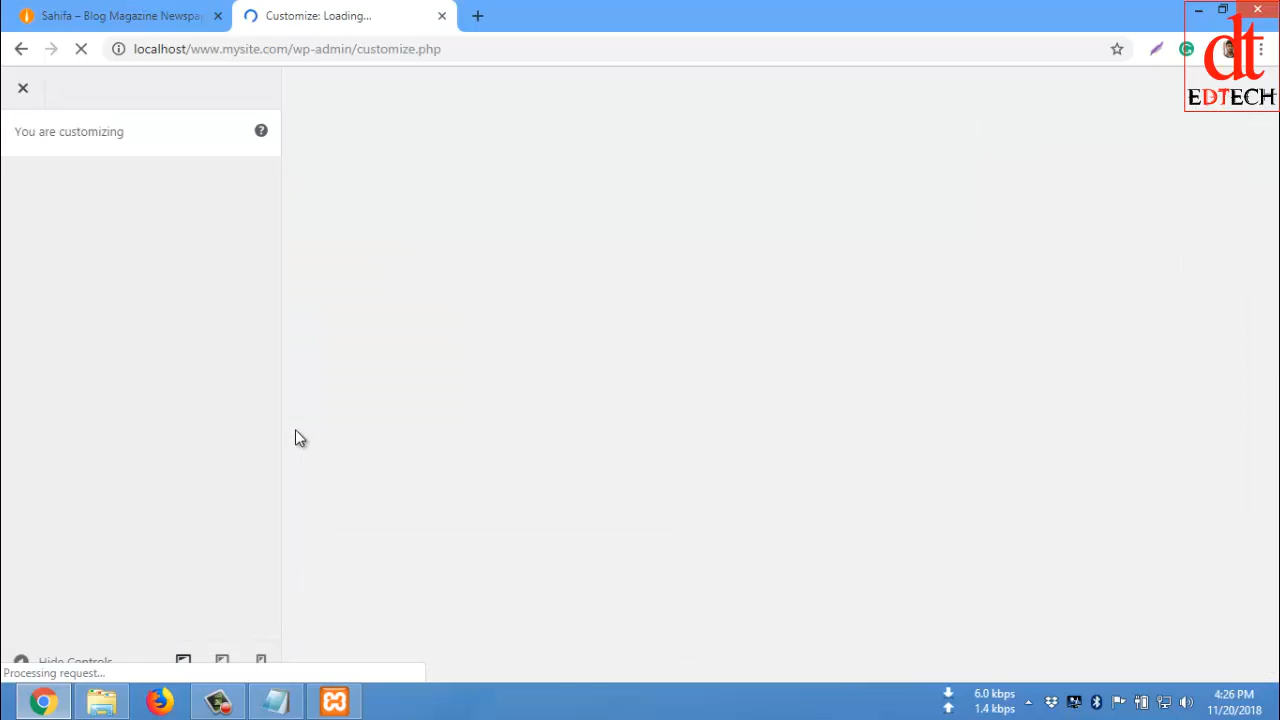 Sahifa – Blog Magazine Newspap
Customize: Loading...
localhost/www.mysite.com/wp-admin/customize.php
dt
EDTECH
You are customizing
Hide Controls
Processing request...
6.0 kbps
1.4 kbps
4:26 PM
11/20/2018